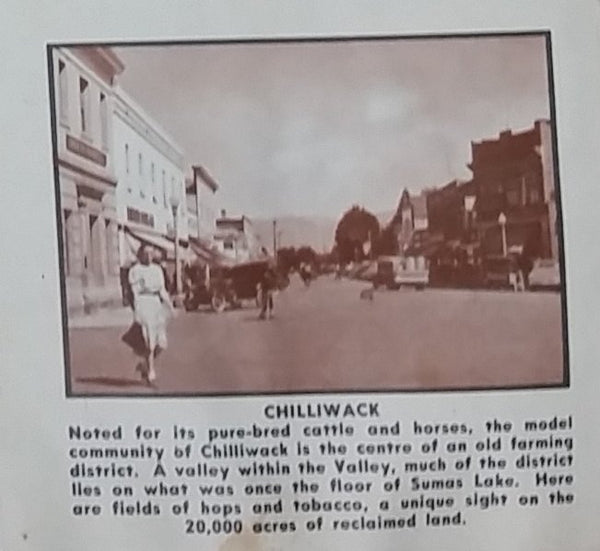 CHILLIWACK
Noted for its pure-bred cattle and horses, the model
community of Chilliwack is the centre of an old farming
district. A valley within the Valley, much of the district
lies on what was once the floor of Sumas Lake. Here
are fields of hops and tobacco, a unique sight on the
20,000 acres of reclaimed land.